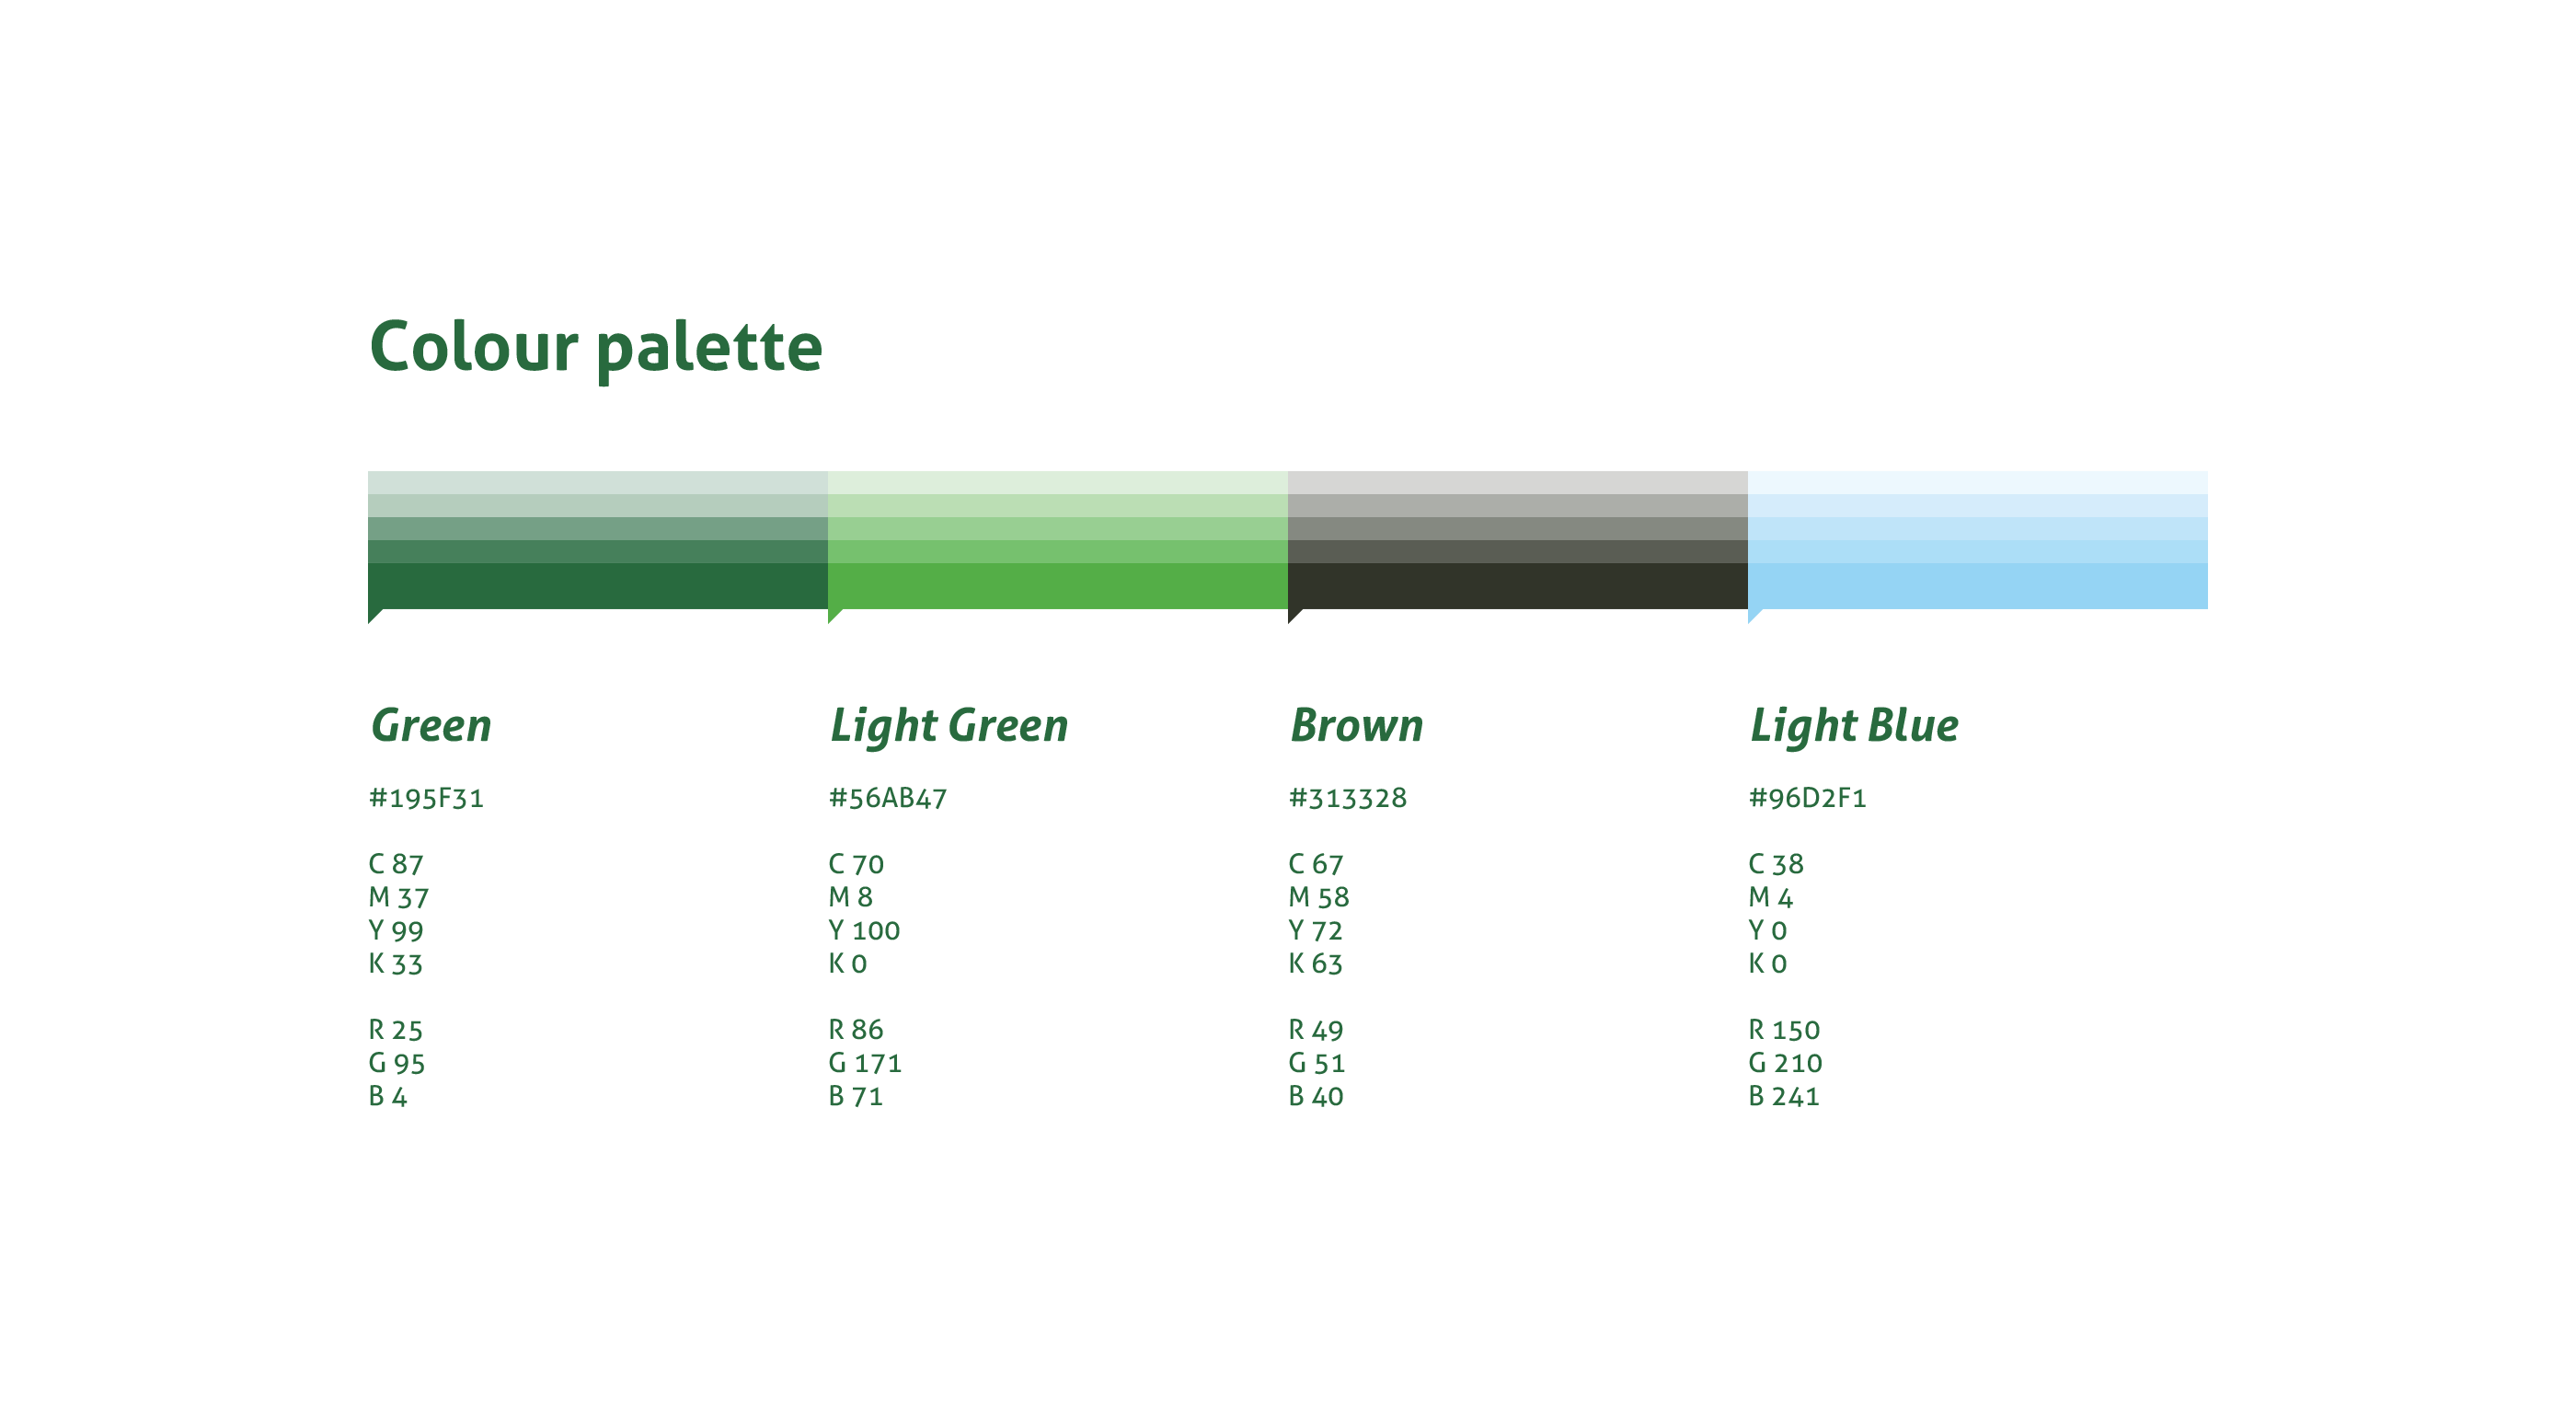 Colour palette
Green
#195F31
C 87
M 37
Y 99
K 33
R 25
G 95
B 4
Light Green
#56AB47
C 70
M 8
Y 100
K 0
R 86
G 171
B 71
Brown
#313328
C 67
M 58
Y 72
K 63
R 49
G 51
B 40
Light Blue
#96D2F1
C 38
M 4
Y 0
K 0
R 150
G 210
B 241